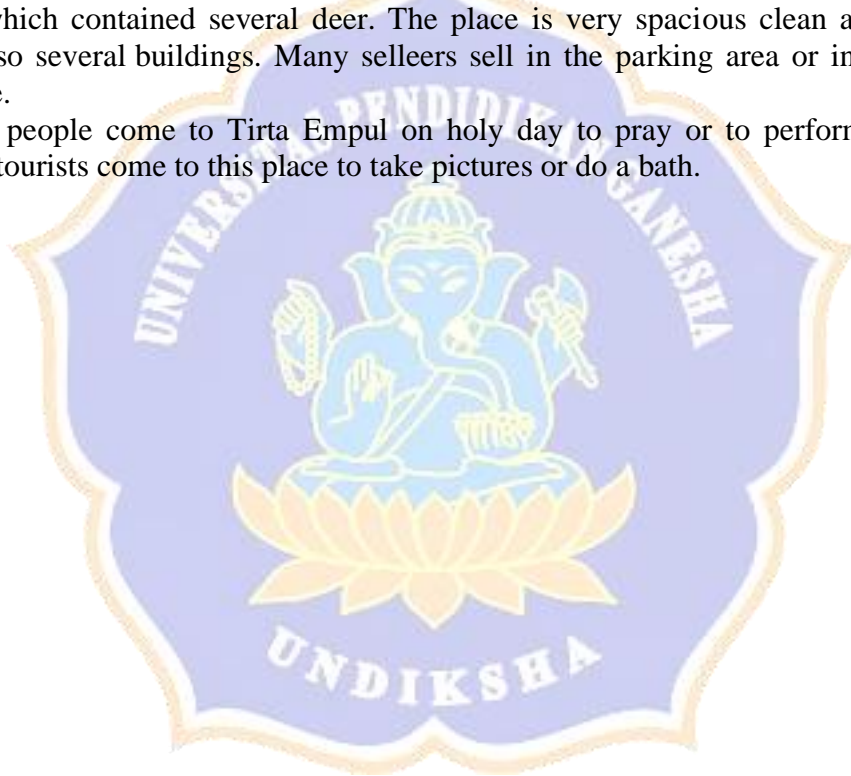 which contained several deer. The place is very spacious clean a
so several buildings. Many selleers sell in the parking area or in
e.
people come to Tirta Empul on holy day to pray or to perform
tourists come to this place to take pictures or do a bath.
UNIVERSITAS PENDIDIKAN GANESHA
UNDIKSHA